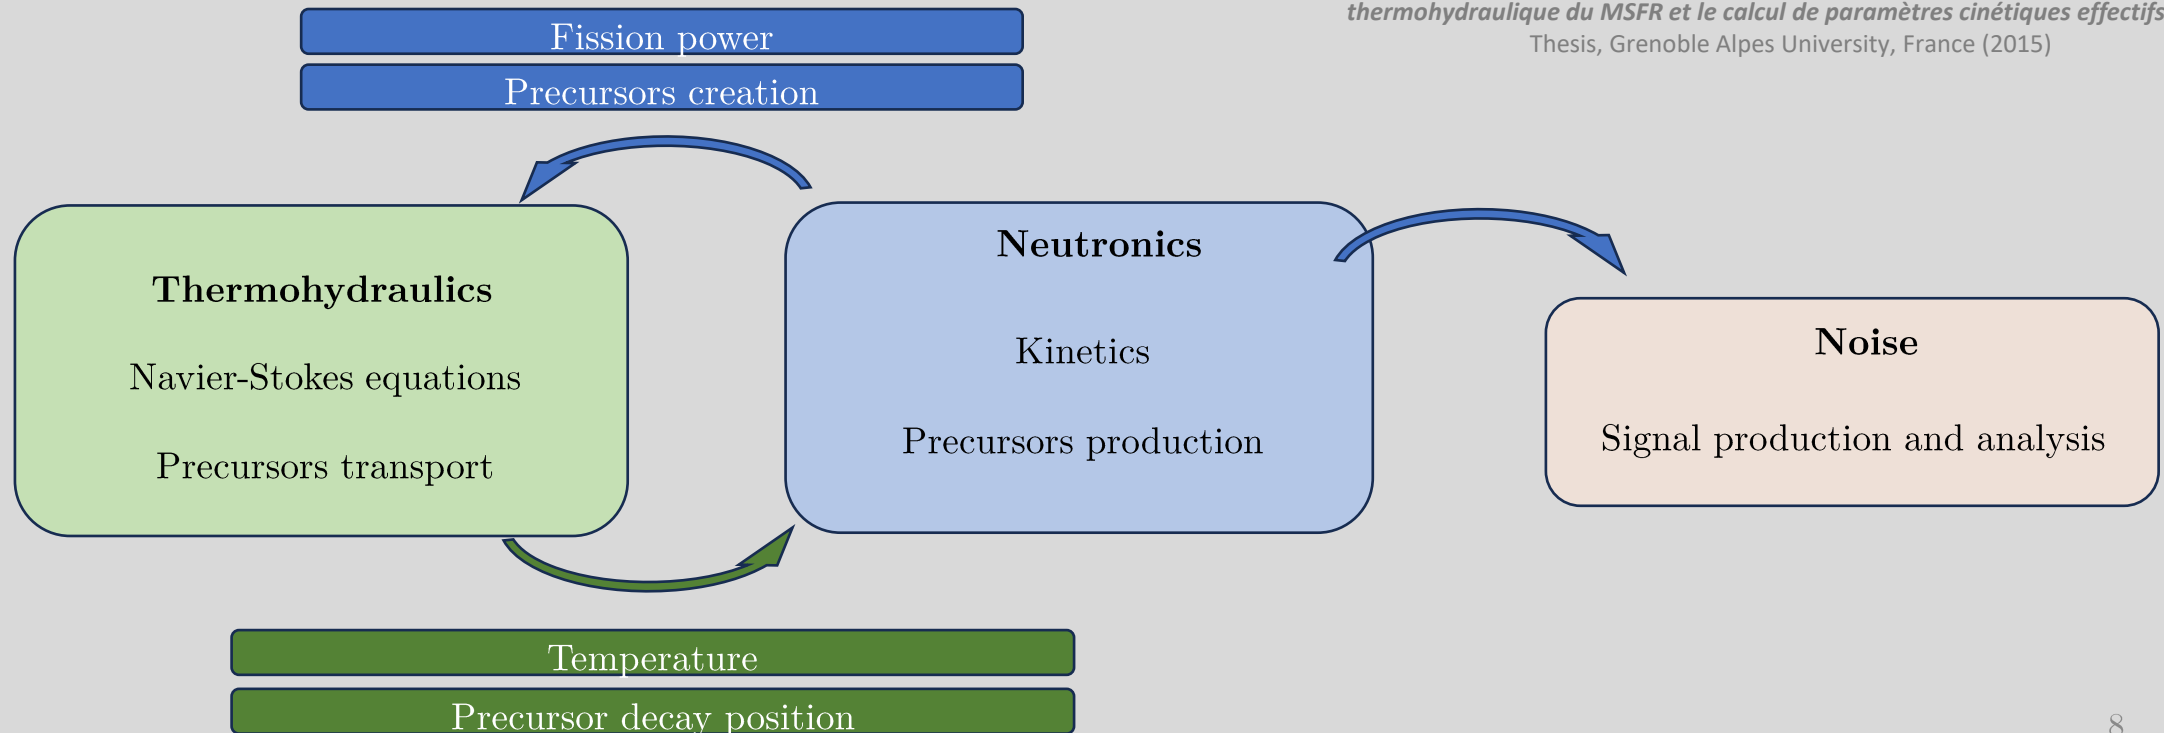 thermohydraulique du MSFR et le calcul de paramètres cinétiques effectifs
Thesis, Grenoble Alpes University, France (2015)
Fission power
Precursors creation
Thermohydraulics
Navier-Stokes equations
Precursors transport
Neutronics
Kinetics
Precursors production
Noise
Signal production and analysis
Temperature
Precursor decay position
8